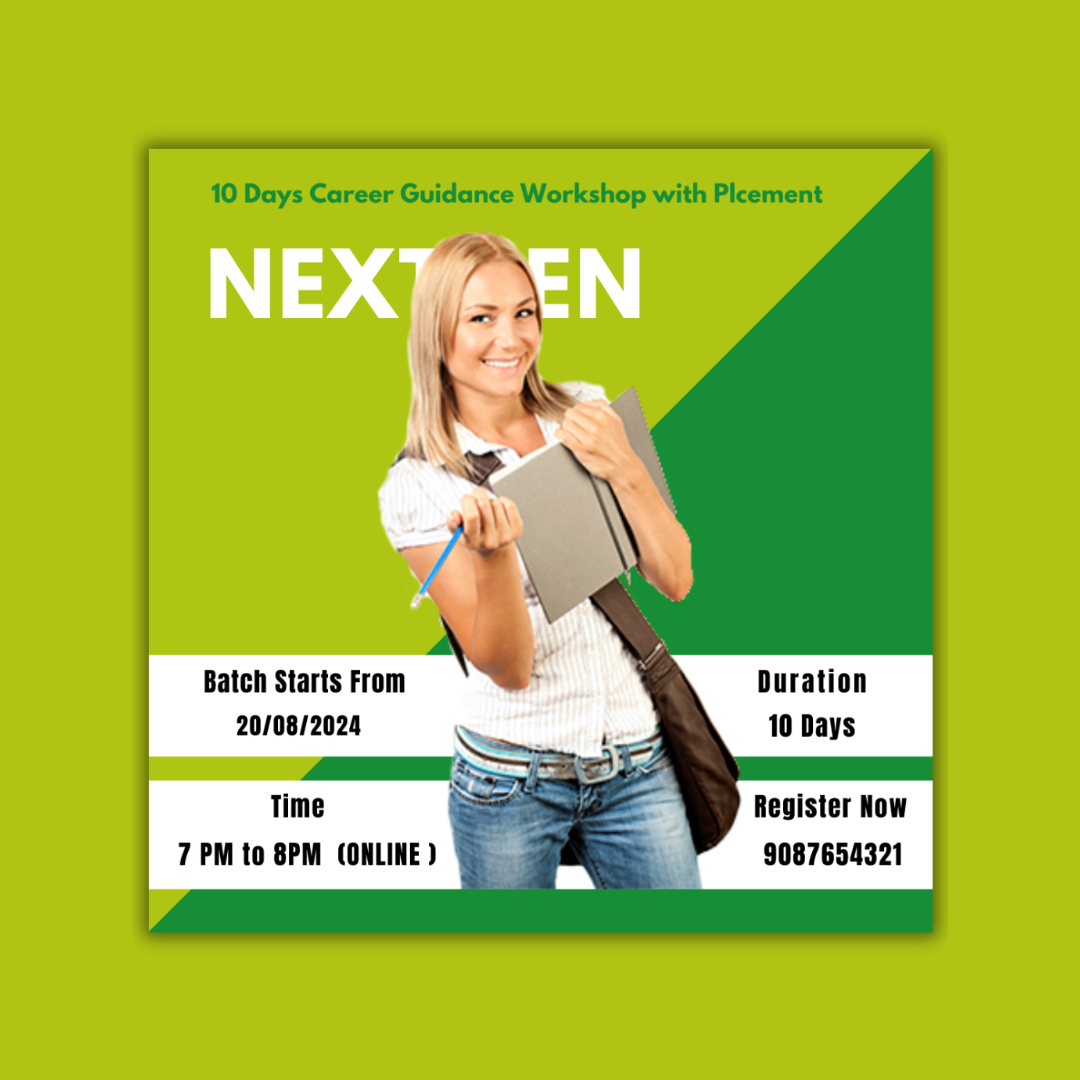 10 Days Career Guidance Workshop with Plcement
NEXT EN
Batch Starts From
20/08/2024
Duration
10 Days
Time
7 PM to 8PM (ONLINE )
Register Now
9087654321